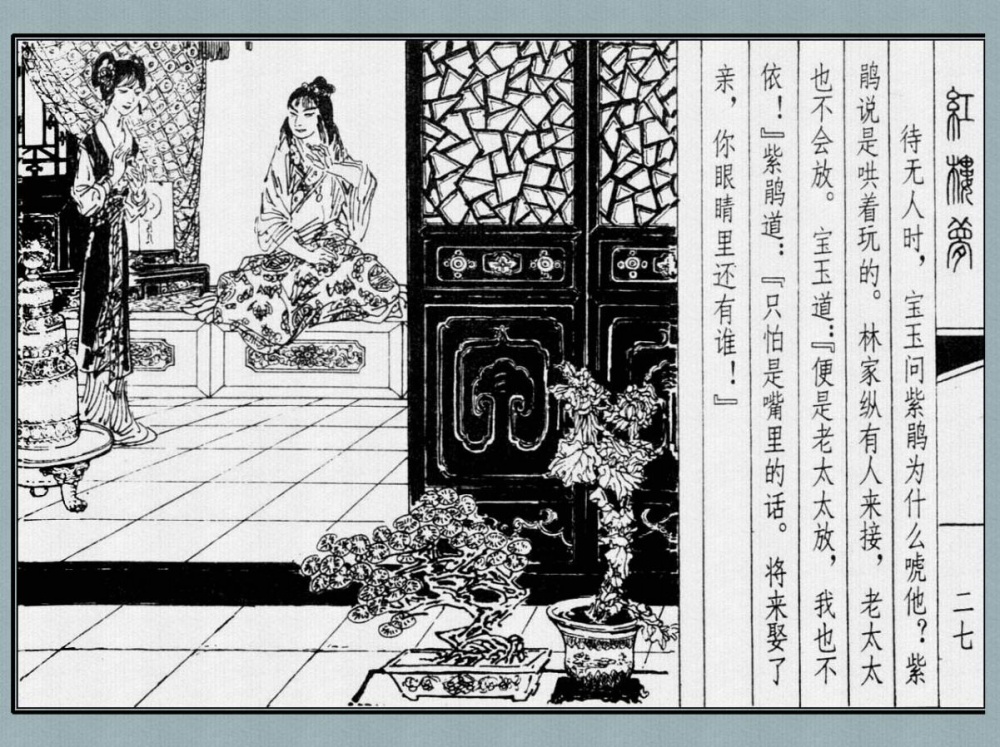 紅樓夢
二七
待无人时，宝玉问紫鹃为什么唬他？紫
鹃说是哄着玩的。林家纵有人来接，老太太
也不会放。宝玉道：『便是老太太放，我也不
依！』紫鹃道：『只怕是嘴里的话。将来娶了
亲，你眼睛里还有谁！』